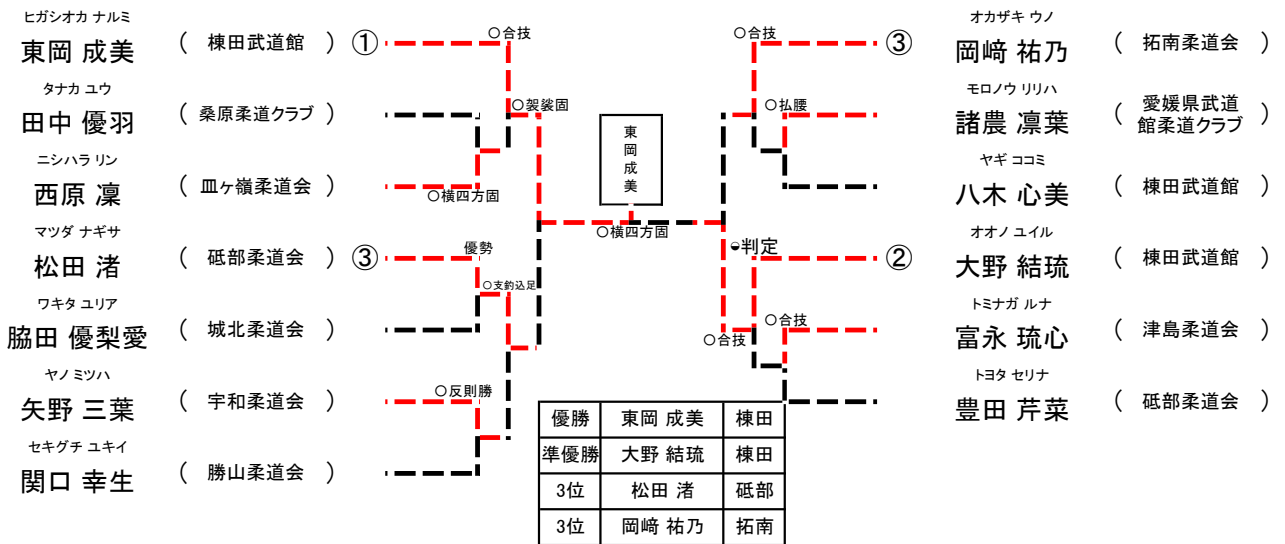 ヒガシオカ ナルミ
東岡 成美 ( 棟田武道館 ) ①
タナカ ユウ
田中 優羽 ( 桑原柔道クラブ )
ニシハラ リン
西原 凜 ( 皿ヶ嶺柔道会 )
マツダ ナギサ
松田 渚 ( 砥部柔道会 ) ③
ワキタ ユリア
脇田 優梨愛 ( 城北柔道会 )
ヤノ ミツハ
矢野 三葉 ( 宇和柔道会 )
セキグチ ユキイ
関口 幸生 ( 勝山柔道会 )
○合技
○袈裟固
○横四方固
優勢
○支釣込足
○反則勝
東岡成美
○横四方固
○合技
○払腰
◒判定
○合技
○合技
オカザキ ウノ
③ 岡﨑 祐乃 ( 拓南柔道会 )
モロノウ リリハ
諸農 凛葉 ( 愛媛県武道
館柔道クラブ )
ヤギ ココミ
八木 心美 ( 棟田武道館 )
オオノ ユイル
② 大野 結琉 ( 棟田武道館 )
トミナガ ルナ
富永 琉心 ( 津島柔道会 )
トヨタ セリナ
豊田 芹菜 ( 砥部柔道会 )
優勝 東岡 成美 棟田
準優勝 大野 結琉 棟田
3位 松田 渚 砥部
3位 岡﨑 祐乃 拓南